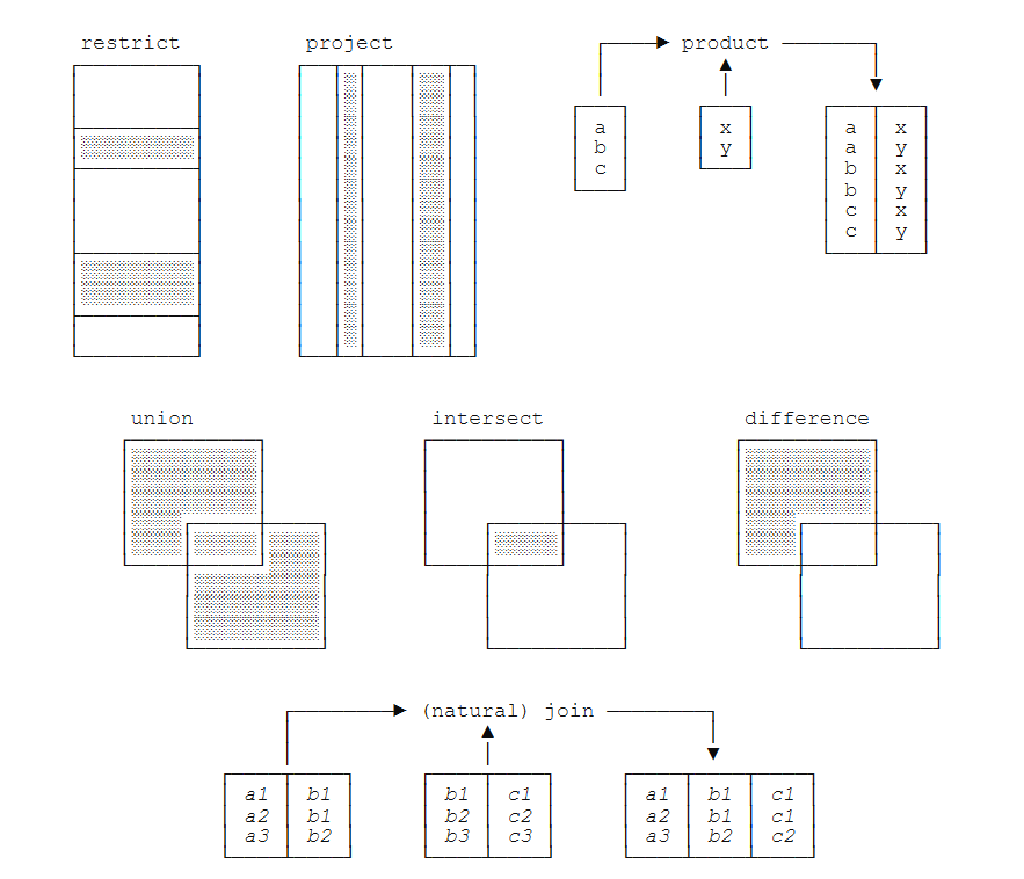 restrict
project
product
a
b
c
x
y
a x
a y
b x
b y
c x
c y
union
intersect
difference
(natural) join
a1 b1
a2 b1
a3 b2
b1 c1
b2 c2
b3 c3
a1 b1 c1
a2 b1 c1
a3 b2 c2